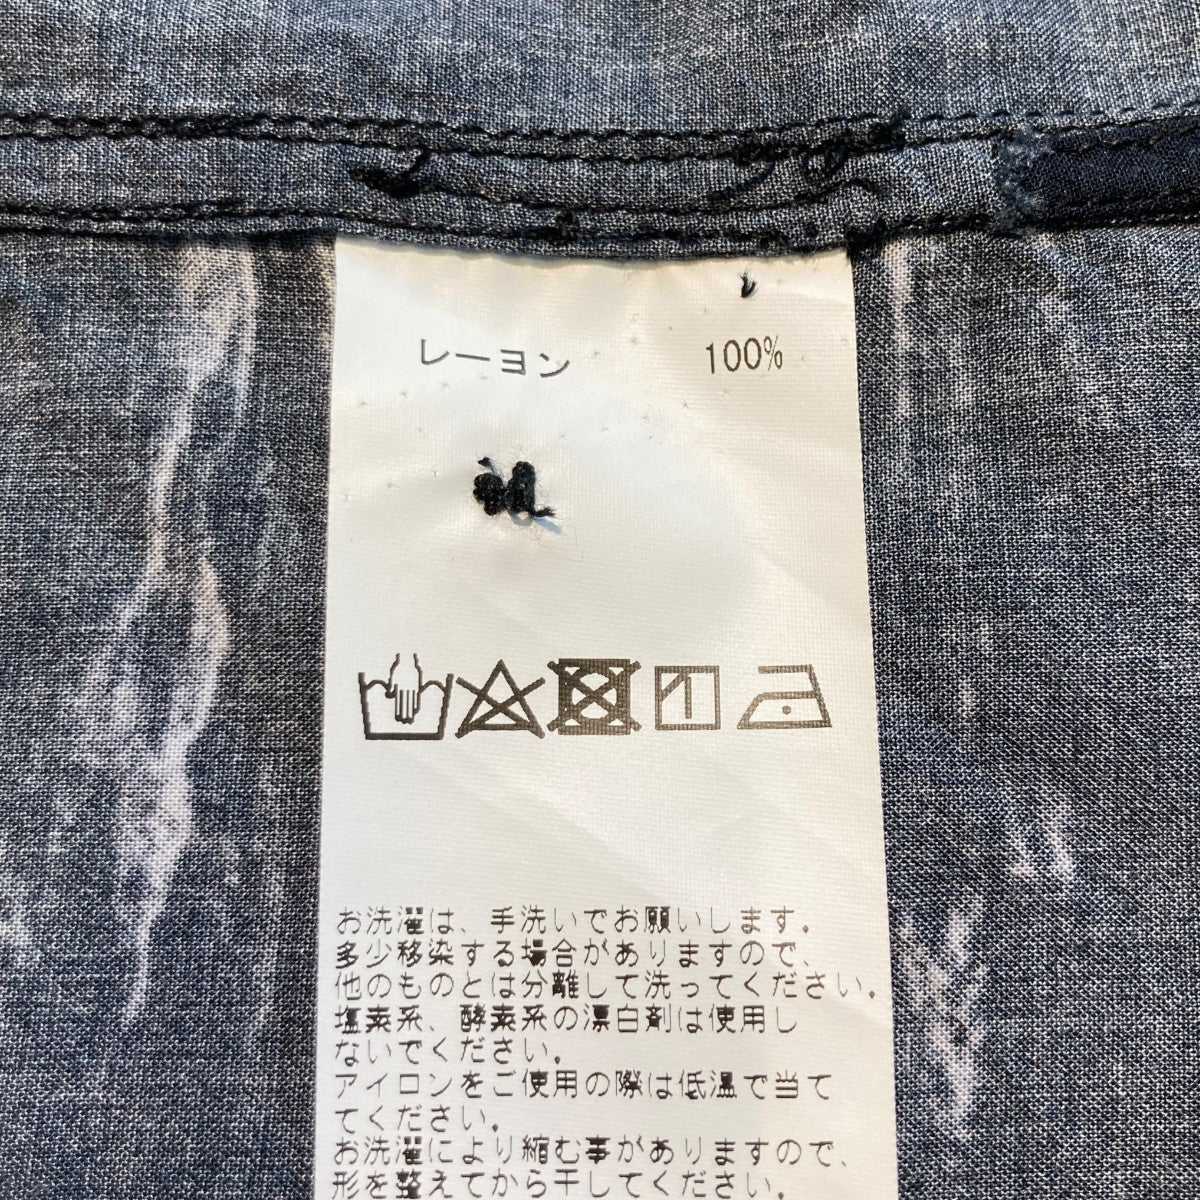 レーヨン 100%
お洗濯は、手洗いでお願いします。
多少移染する場合がありますので、
他のものとは分離して洗ってください。
塩素系、酵素系の漂白剤は使用し
ないでください。
アイロンをご使用の際は低温で当て
てください。
お洗濯により縮む事がありますので、
形を整えてから干してください。